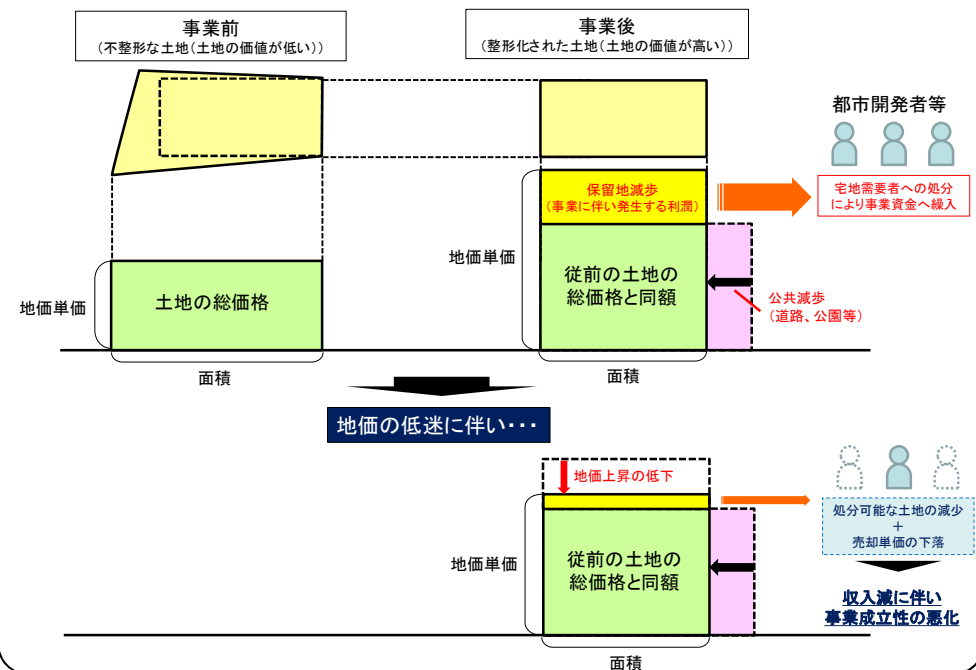 事業前
(不整形な土地(土地の価値が低い))
事業後
(整形化された土地(土地の価値が高い))
都市開発者等
保留地減歩
(事業に伴い発生する利潤)
宅地需要者への処分
により事業資金へ繰入
地価単価
土地の総価格
地価単価
従前の土地の
総価格と同額
公共減歩
(道路、公園等)
面積
面積
地価の低迷に伴い・・・
地価上昇の低下
処分可能な土地の減少
+
売却単価の下落
地価単価
従前の土地の
総価格と同額
収入減に伴い
事業成立性の悪化
面積